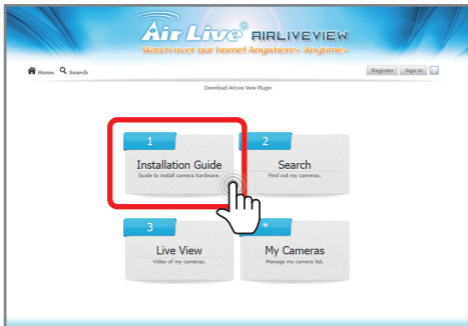 Air Live® AIRLIVEVIEW
Watch over our home! Anywhere~ Anytime~
Home Search Register Sign In
Download AirLive View Plugin
1
Installation Guide
Guide to install camera hardware.
2
Search
Find out my cameras.
3
Live View
Video of my cameras.
*
My Cameras
Manage my camera list.